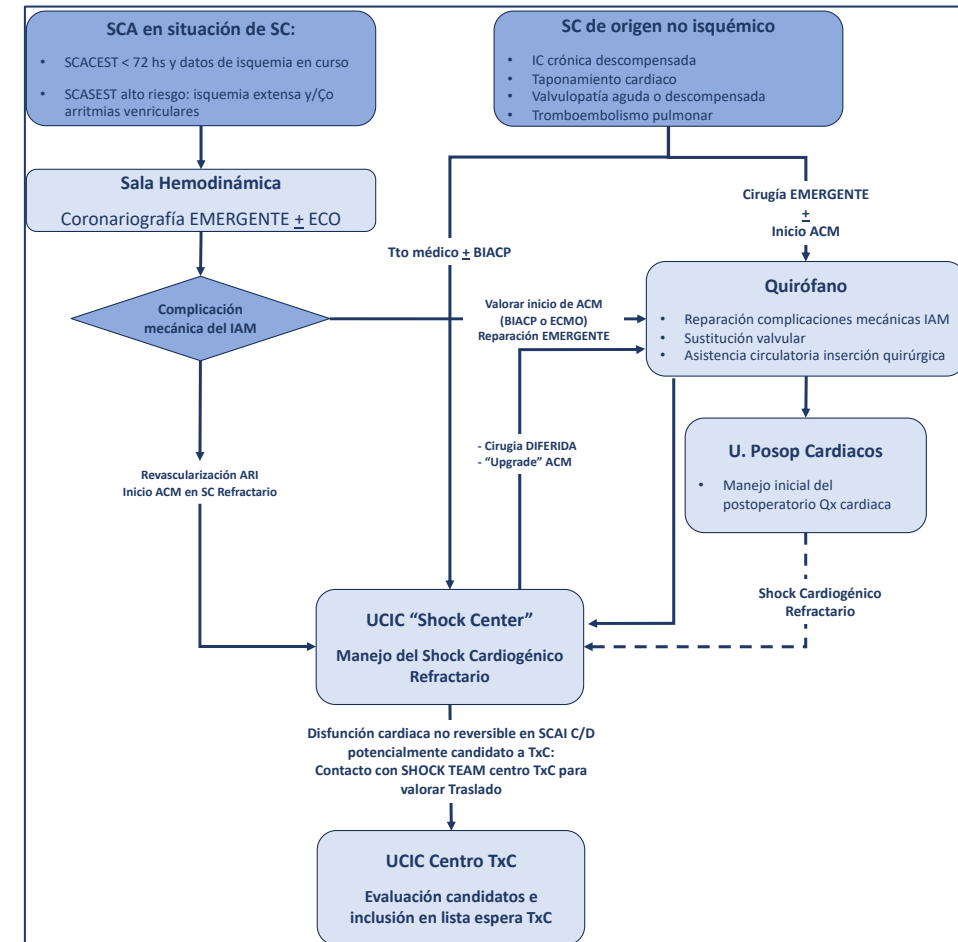 SCA en situación de SC:
• SCACEST < 72 hs y datos de isquemia en curso
• SCASEST alto riesgo: isquemia extensa y/Ço
arritmias venriculares
SC de origen no isquémico
• IC crónica descompensada
• Taponamiento cardiaco
• Valvulopatía aguda o descompensada
• Tromboembolismo pulmonar
Sala Hemodinámica
Coronariografía EMERGENTE + ECO
Cirugía EMERGENTE
+
Inicio ACM
Tto médico + BIACP
Complicación
mecánica del IAM
Valorar inicio de ACM
(BIACP o ECMO)
Reparación EMERGENTE
Quirófano
• Reparación complicaciones mecánicas IAM
• Sustitución valvular
• Asistencia circulatoria inserción quirúrgica
- Cirugia DIFERIDA
- “Upgrade” ACM
U. Posop Cardiacos
• Manejo inicial del
postoperatorio Qx cardiaca
Revascularización ARI
Inicio ACM en SC Refractario
Shock Cardiogénico
Refractario
UCIC “Shock Center”
Manejo del Shock Cardiogénico
Refractario
Disfunción cardiaca no reversible en SCAI C/D
potencialmente candidato a TxC:
Contacto con SHOCK TEAM centro TxC para
valorar Traslado
UCIC Centro TxC
Evaluación candidatos e
inclusión en lista espera TxC